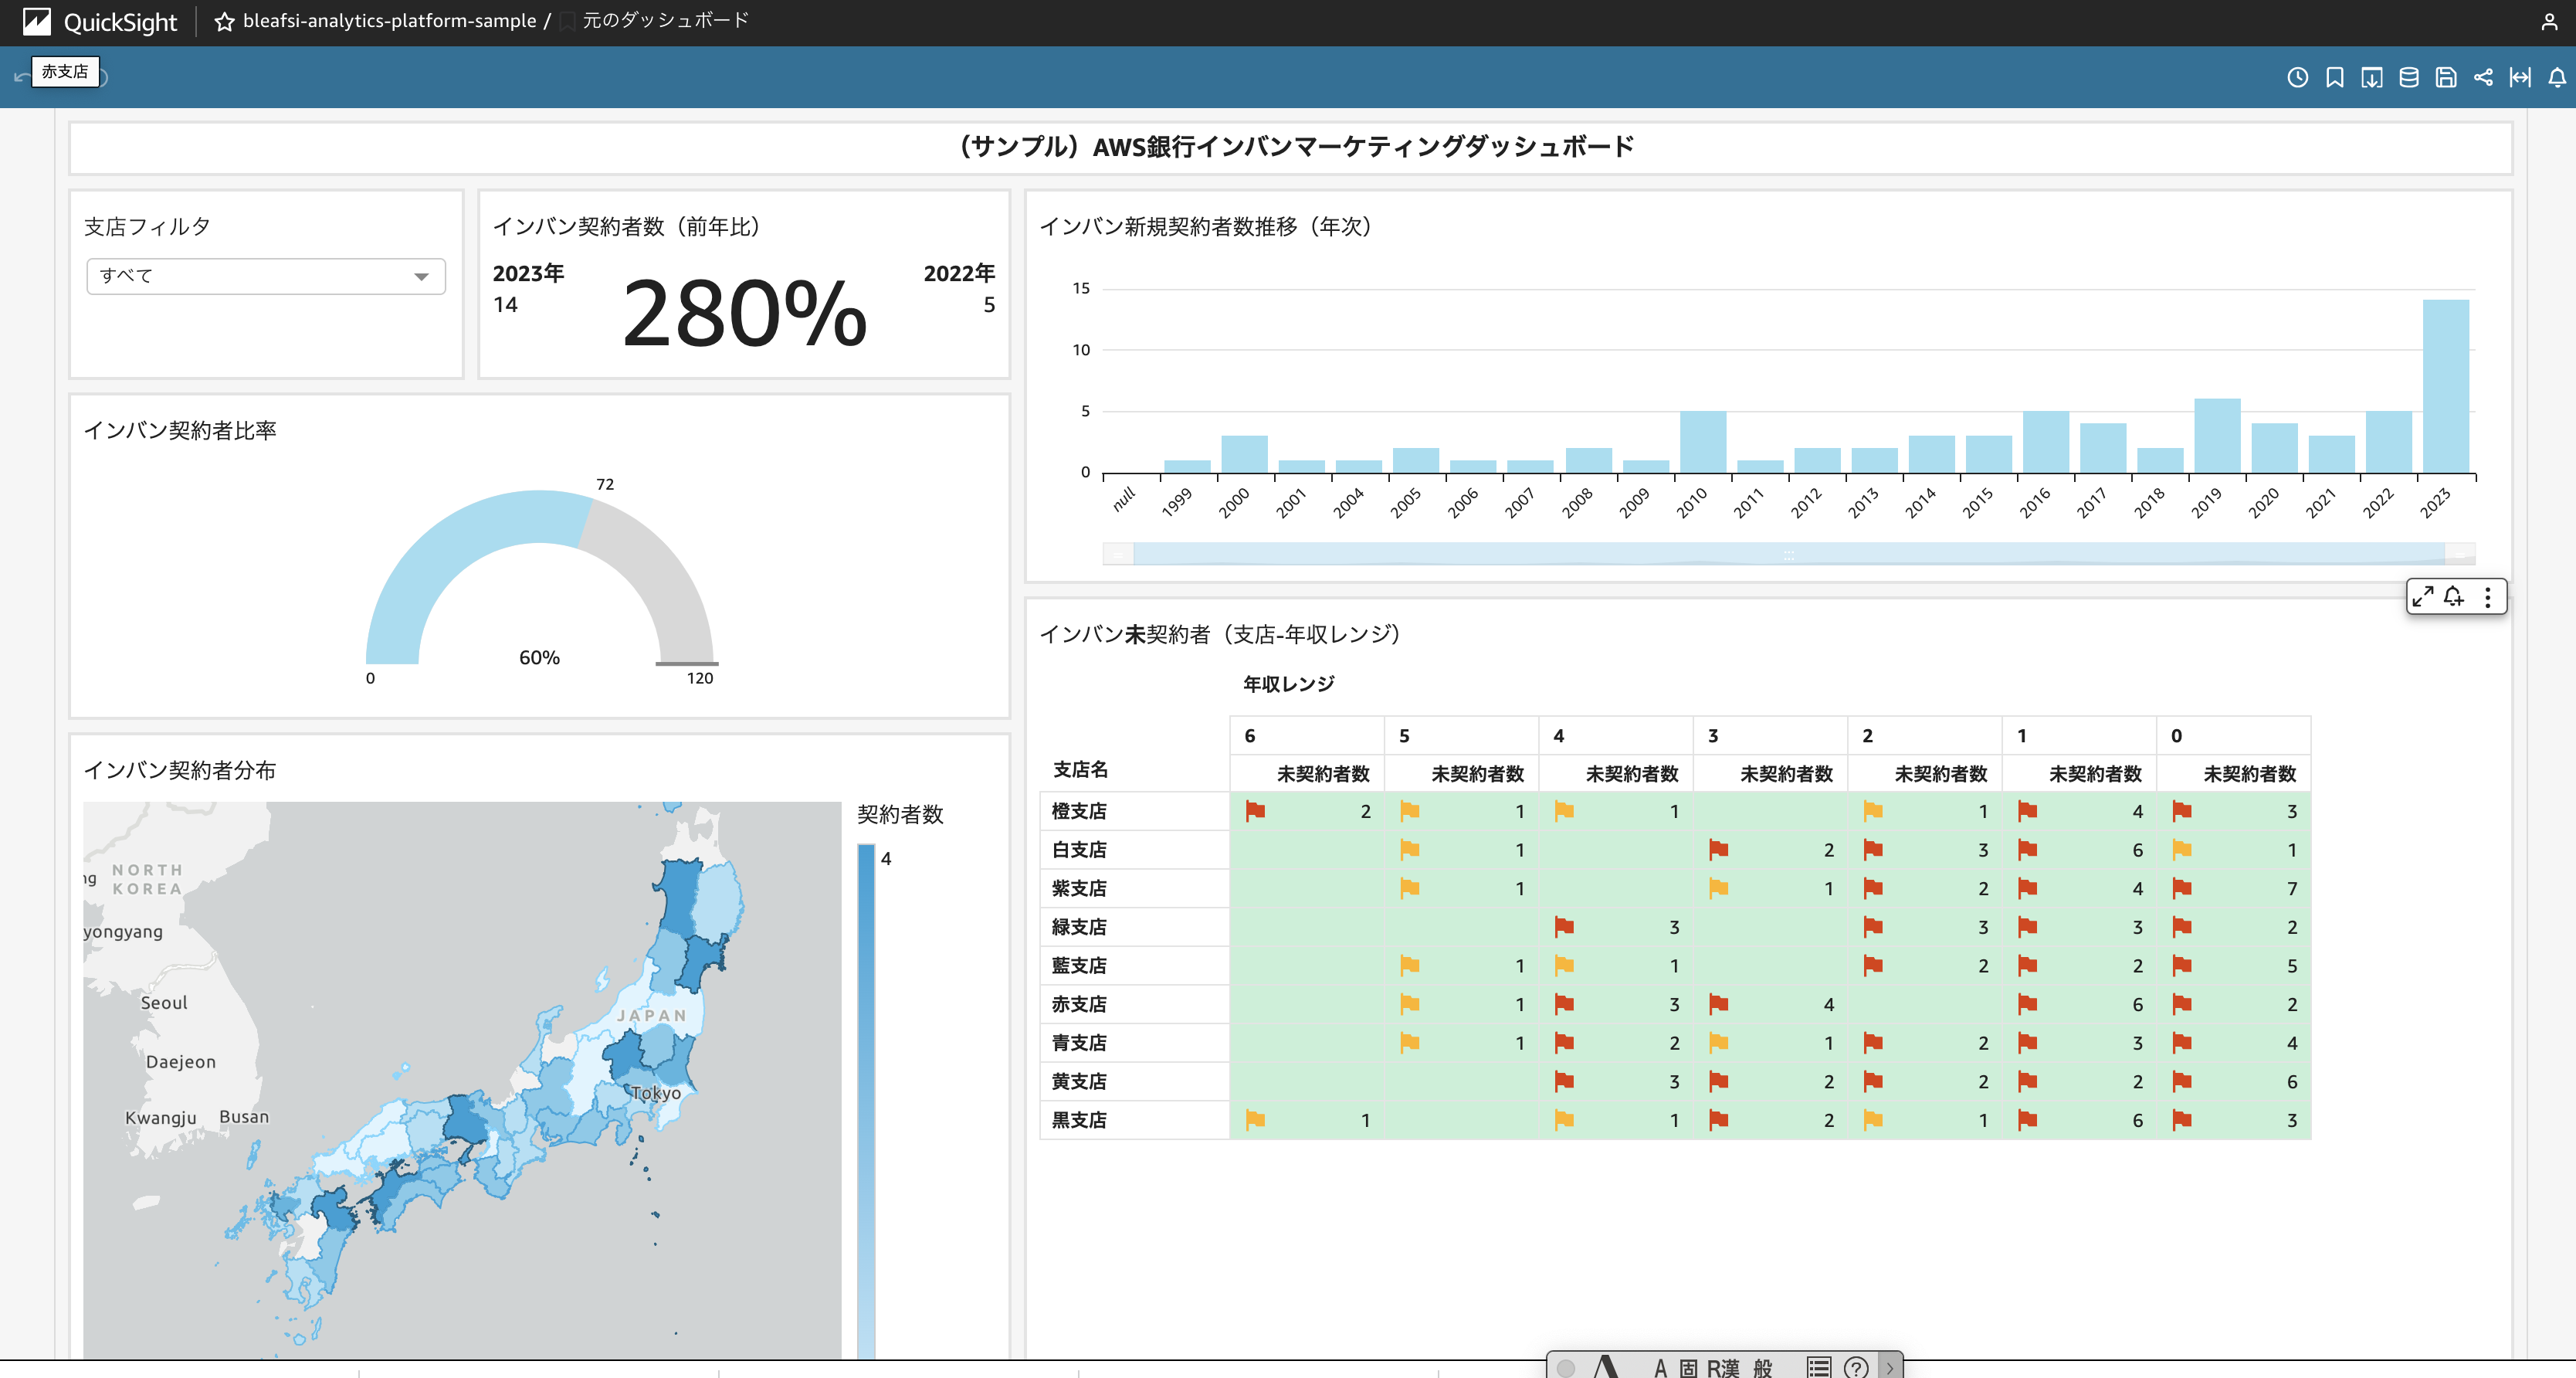 QuickSight
bleafsi-analytics-platform-sample / 元のダッシュボード
赤支店
（サンプル）AWS銀行インバンマーケティングダッシュボード
支店フィルタ
すべて
インバン契約者数（前年比）
2023年
14
280%
2022年
5
インバン新規契約者数推移（年次）
15
10
5
0
null 1999 2000 2001 2004 2005 2006 2007 2008 2009 2010 2011 2012 2013 2014 2015 2016 2017 2018 2019 2020 2021 2022 2023
インバン契約者比率
72
60%
0
120
インバン契約者分布
契約者数
4
NORTH
KOREA
ng
yongyang
Seoul
JAPAN
Daejeon
Tokyo
Kwangju
Busan
インバン未契約者（支店-年収レンジ）
年収レンジ
6 5 4 3 2 1 0
支店名 未契約者数 未契約者数 未契約者数 未契約者数 未契約者数 未契約者数 未契約者数
橙支店 2 1 1 1 4 3
白支店 1 2 3 6 1
紫支店 1 1 2 4 7
緑支店 3 3 3 2
藍支店 1 1 2 2 5
赤支店 1 3 4 6 2
青支店 1 2 1 2 3 4
黄支店 3 2 2 2 6
黒支店 1 1 2 1 6 3
A 固 R漢 般